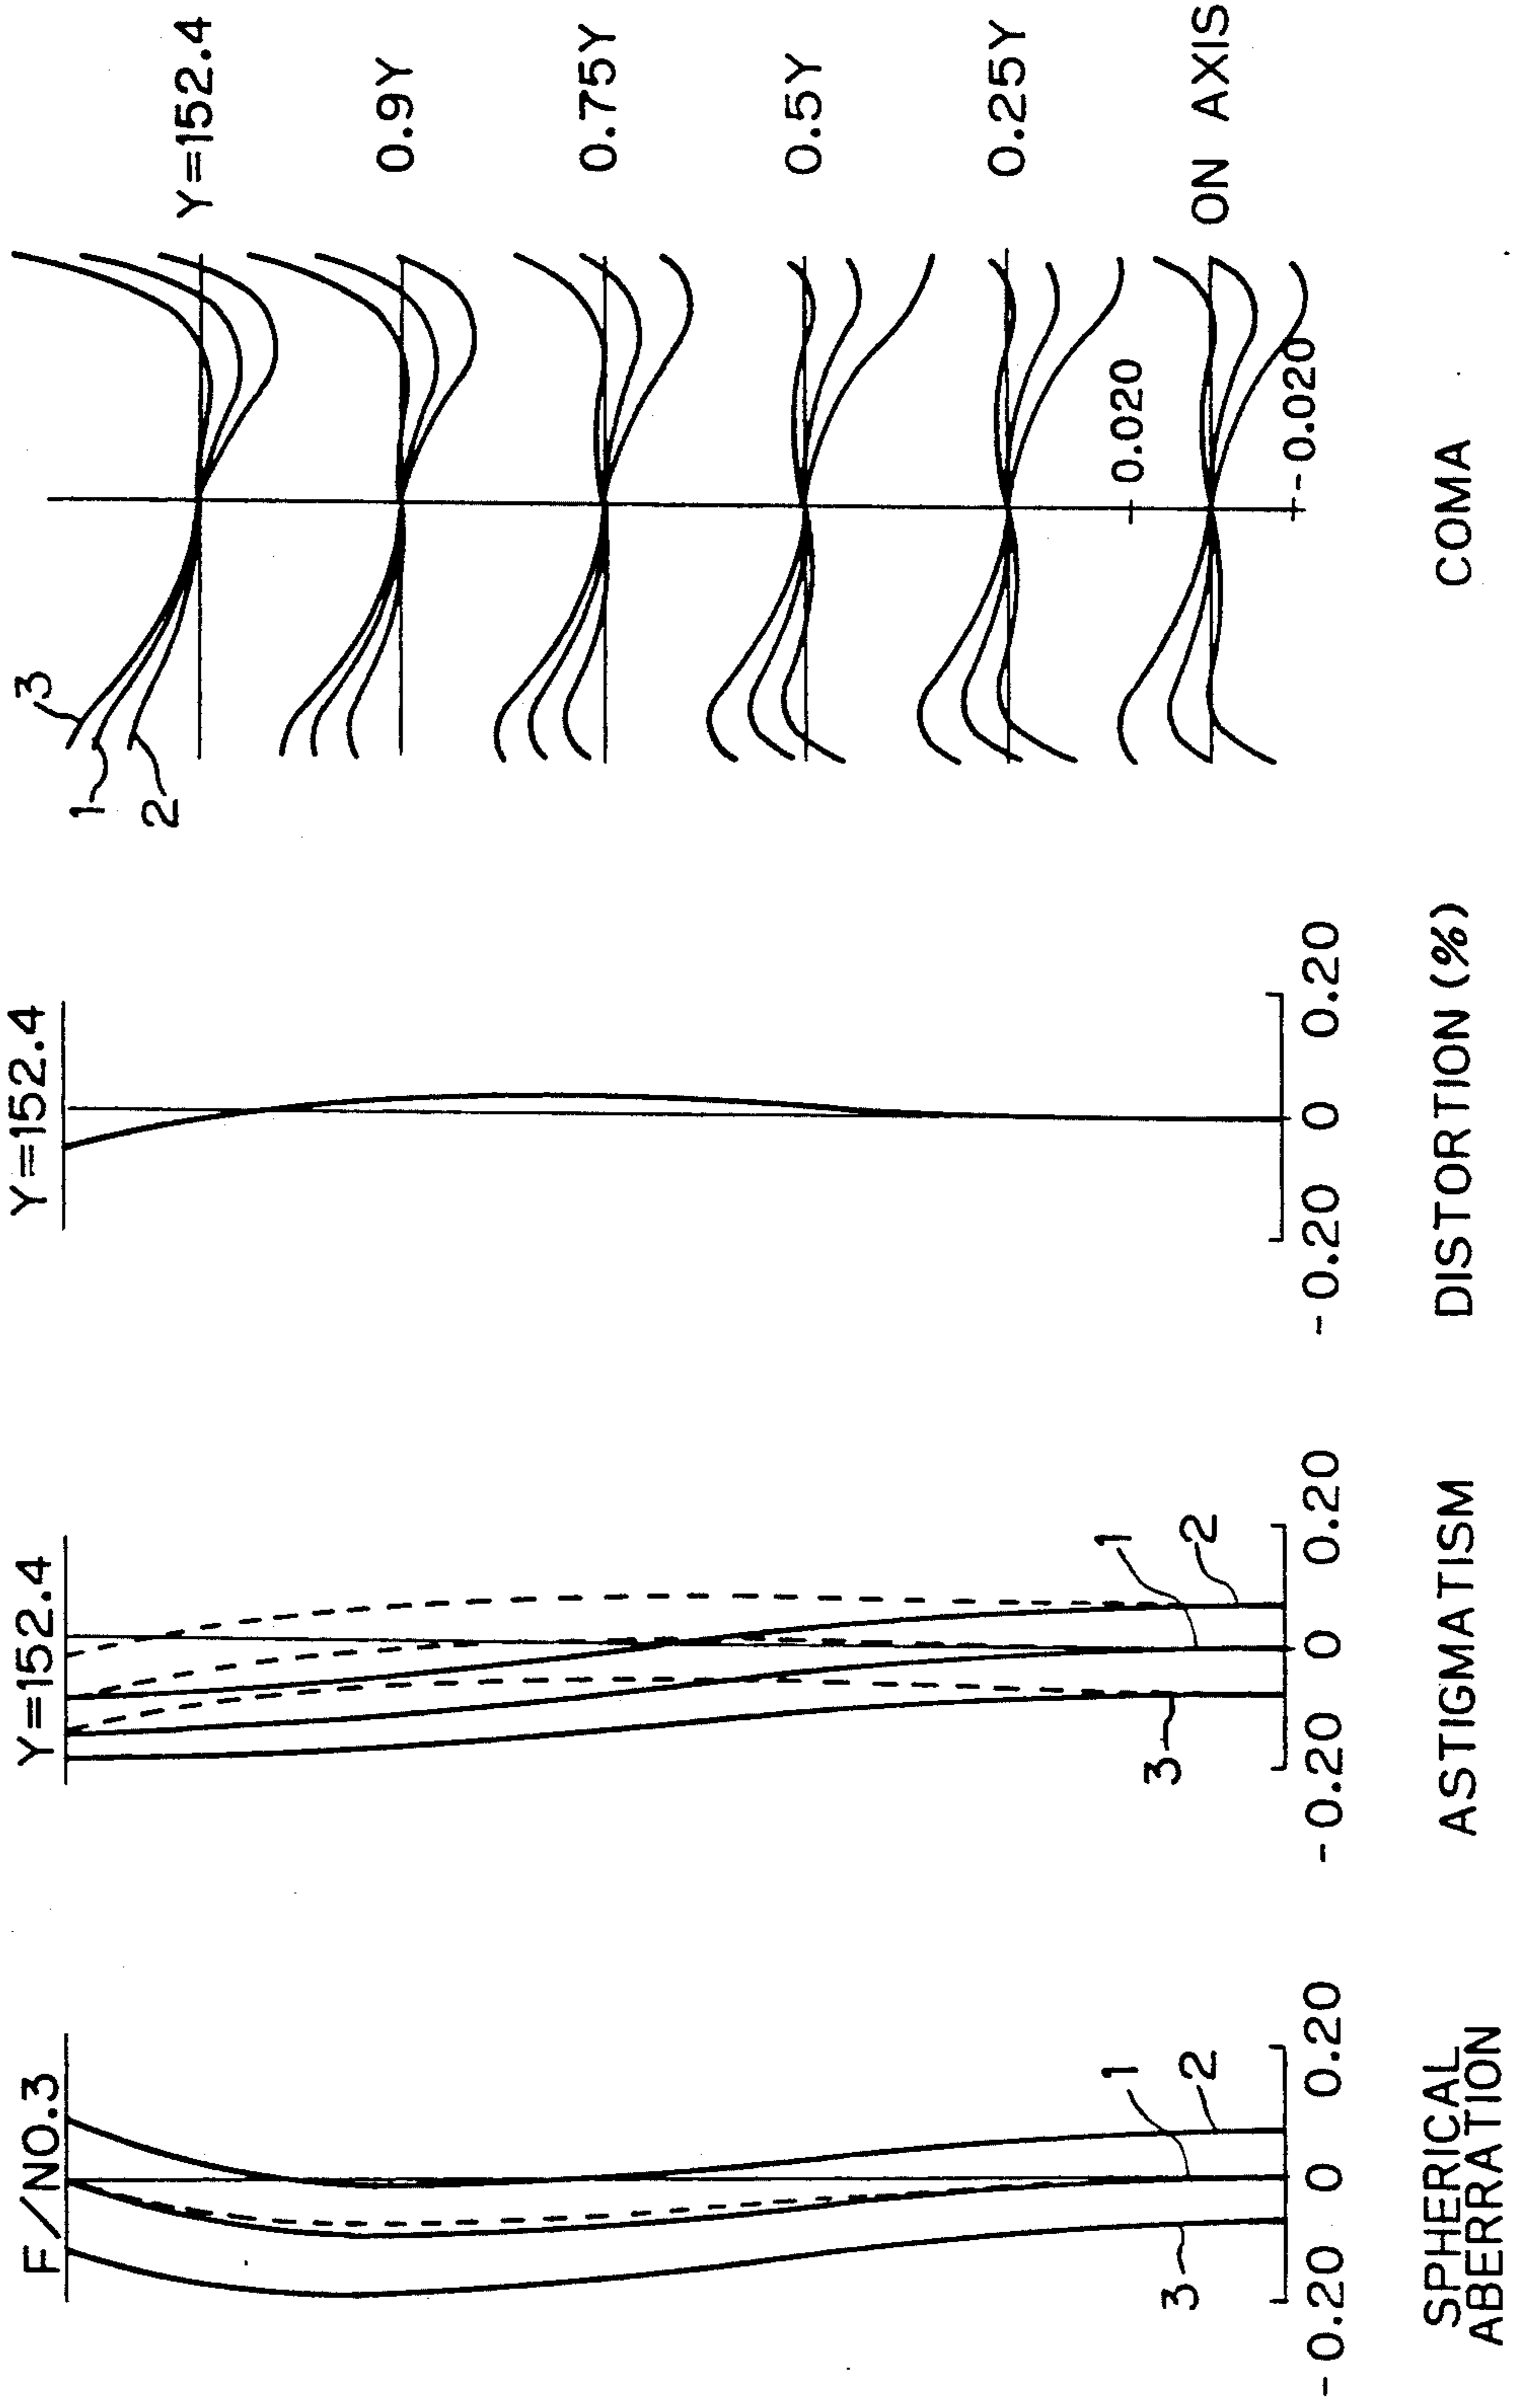 F/NO.3
1
2
3
-0.20 0 0.20
SPHERICAL
ABERRATION
Y=152.4
1
2
3
-0.20 0 0.20
ASTIGMATISM
Y=152.4
-0.20 0 0.20
DISTORTION (%)
3
1
2
Y=152.4
0.9Y
0.75Y
0.5Y
0.25Y
0.020
ON AXIS
-0.020
COMA